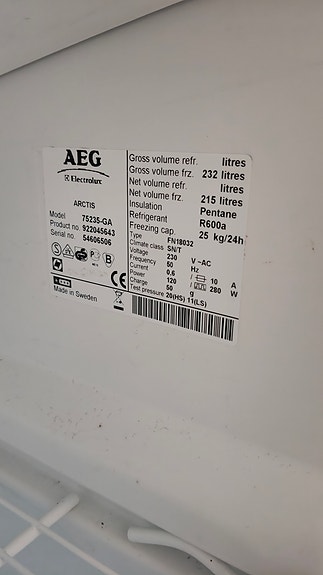 AEG
Electrolux
ARCTIS
Model 75235-GA
Product no. 922045643
Serial no. 54606506
Made in Sweden
Gross volume refr. litres
Gross volume frz. 232 litres
Net volume refr. litres
Net volume frz. 215 litres
Insulation Pentane
Refrigerant R600a
Freezing cap. 25 kg/24h
Type FN18032
Climate class SN/T
Voltage 230 V ~AC
Frequency 50 Hz
Current 0,6 10 A
Power 120 280 W
Charge 50 g
Test pressure 20(HS) 11(LS)